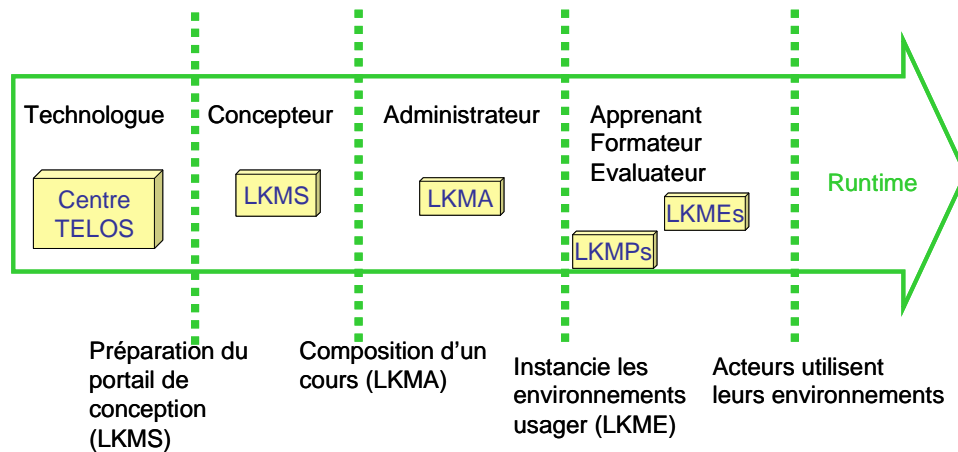 Technologue
Concepteur
Administrateur
Apprenant
Formateur
Evaluateur
Centre
TELOS
LKMS
LKMA
LKMEs
LKMPs
Runtime
Préparation du
portail de
conception
(LKMS)
Composition d'un
cours (LKMA)
Instancie les
environnements
usager (LKME)
Acteurs utilisent
leurs environnements